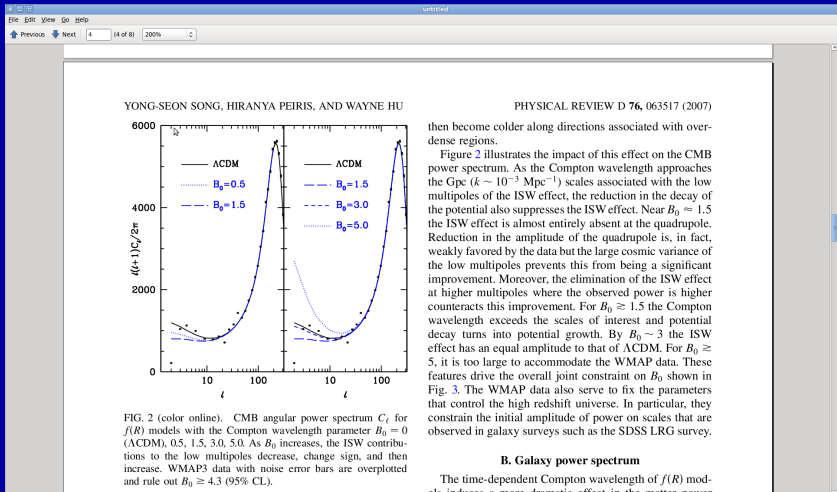 untitled
File Edit View Go Help
Previous Next 4 (4 of 8) 200%
YONG-SEON SONG, HIRANYA PEIRIS, AND WAYNE HU
PHYSICAL REVIEW D 76, 063517 (2007)
6000
4000
2000
0
ℓ(ℓ+1)Cℓ/2π
ΛCDM
B₀=0.5
B₀=1.5
ΛCDM
B₀=1.5
B₀=3.0
B₀=5.0
10 100 10 100
ℓ ℓ
FIG. 2 (color online). CMB angular power spectrum Cℓ for
f(R) models with the Compton wavelength parameter B₀ = 0
(ΛCDM), 0.5, 1.5, 3.0, 5.0. As B₀ increases, the ISW contribu-
tions to the low multipoles decrease, change sign, and then
increase. WMAP3 data with noise error bars are overplotted
and rule out B₀ ≥ 4.3 (95% CL).
then become colder along directions associated with over-
dense regions.
Figure 2 illustrates the impact of this effect on the CMB
power spectrum. As the Compton wavelength approaches
the Gpc (k ~ 10⁻³ Mpc⁻¹) scales associated with the low
multipoles of the ISW effect, the reduction in the decay of
the potential also suppresses the ISW effect. Near B₀ ≈ 1.5
the ISW effect is almost entirely absent at the quadrupole.
Reduction in the amplitude of the quadrupole is, in fact,
weakly favored by the data but the large cosmic variance of
the low multipoles prevents this from being a significant
improvement. Moreover, the elimination of the ISW effect
at higher multipoles where the observed power is higher
counteracts this improvement. For B₀ ≳ 1.5 the Compton
wavelength exceeds the scales of interest and potential
decay turns into potential growth. By B₀ ~ 3 the ISW
effect has an equal amplitude to that of ΛCDM. For B₀ ≳
5, it is too large to accommodate the WMAP data. These
features drive the overall joint constraint on B₀ shown in
Fig. 3. The WMAP data also serve to fix the parameters
that control the high redshift universe. In particular, they
constrain the initial amplitude of power on scales that are
observed in galaxy surveys such as the SDSS LRG survey.
B. Galaxy power spectrum
The time-dependent Compton wavelength of f(R) mod-